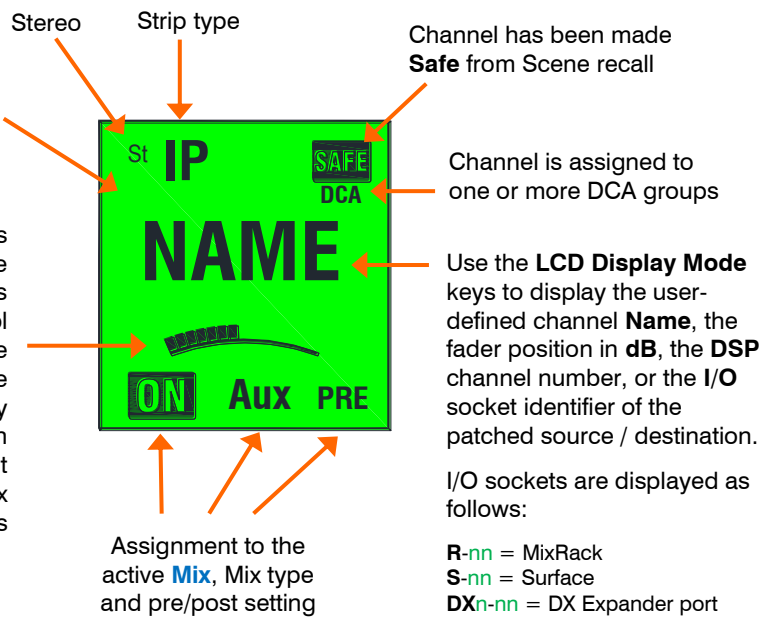 Stereo
Strip type
Channel has been made
Safe from Scene recall
St IP SAFE
DCA
Channel is assigned to
one or more DCA groups
NAME
Use the LCD Display Mode
keys to display the user-
defined channel Name, the
fader position in dB, the DSP
channel number, or the I/O
socket identifier of the
patched source / destination.
ON Aux PRE
I/O sockets are displayed as
follows:
R-nn = MixRack
S-nn = Surface
DXn-nn = DX Expander port
Assignment to the
active Mix, Mix type
and pre/post setting